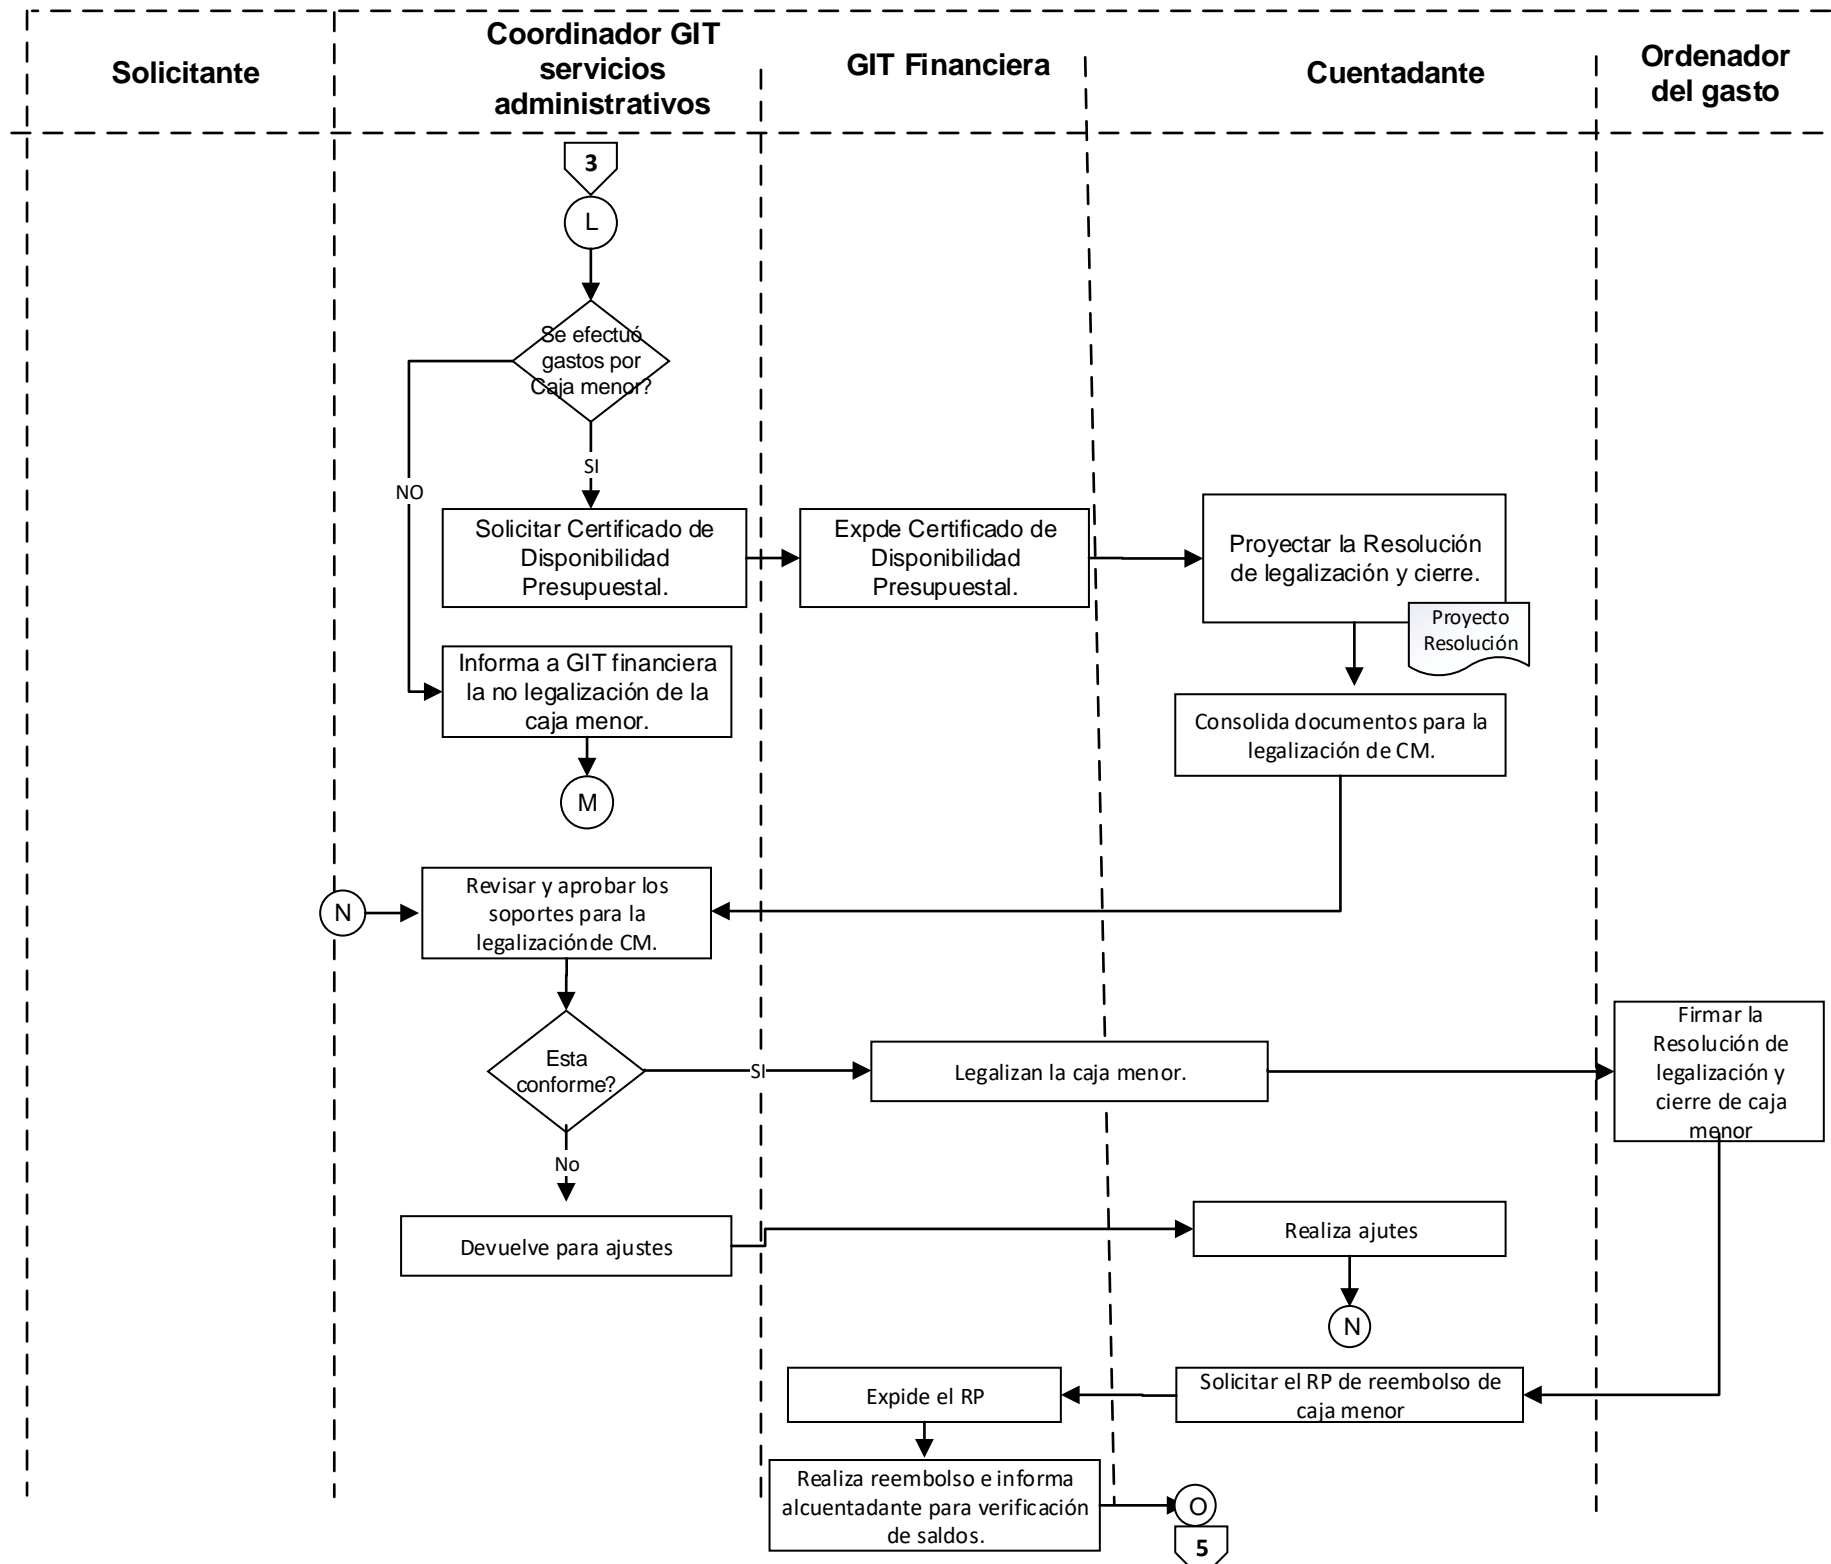 Solicitante
Coordinador GIT
servicios
administrativos
GIT Financiera
Cuentadante
Ordenador
del gasto
3
L
Se efectuó
gastos por
Caja menor?
SI
NO
Solicitar Certificado de
Disponibilidad
Presupuestal.
Expde Certificado de
Disponibilidad
Presupuestal.
Proyectar la Resolución
de legalización y cierre.
Proyecto
Resolución
Informa a GIT financiera
la no legalización de la
caja menor.
Consolida documentos para la
legalización de CM.
M
N
Revisar y aprobar los
soportes para la
legalización de CM.
Esta
conforme?
SI
Legalizan la caja menor.
Firmar la
Resolución de
legalización y
cierre de caja
menor
No
Devuelve para ajustes
Realiza ajutes
N
Solicitar el RP de reembolso de
caja menor
Expide el RP
Realiza reembolso e informa
alcuentadante para verificación
de saldos.
O
5